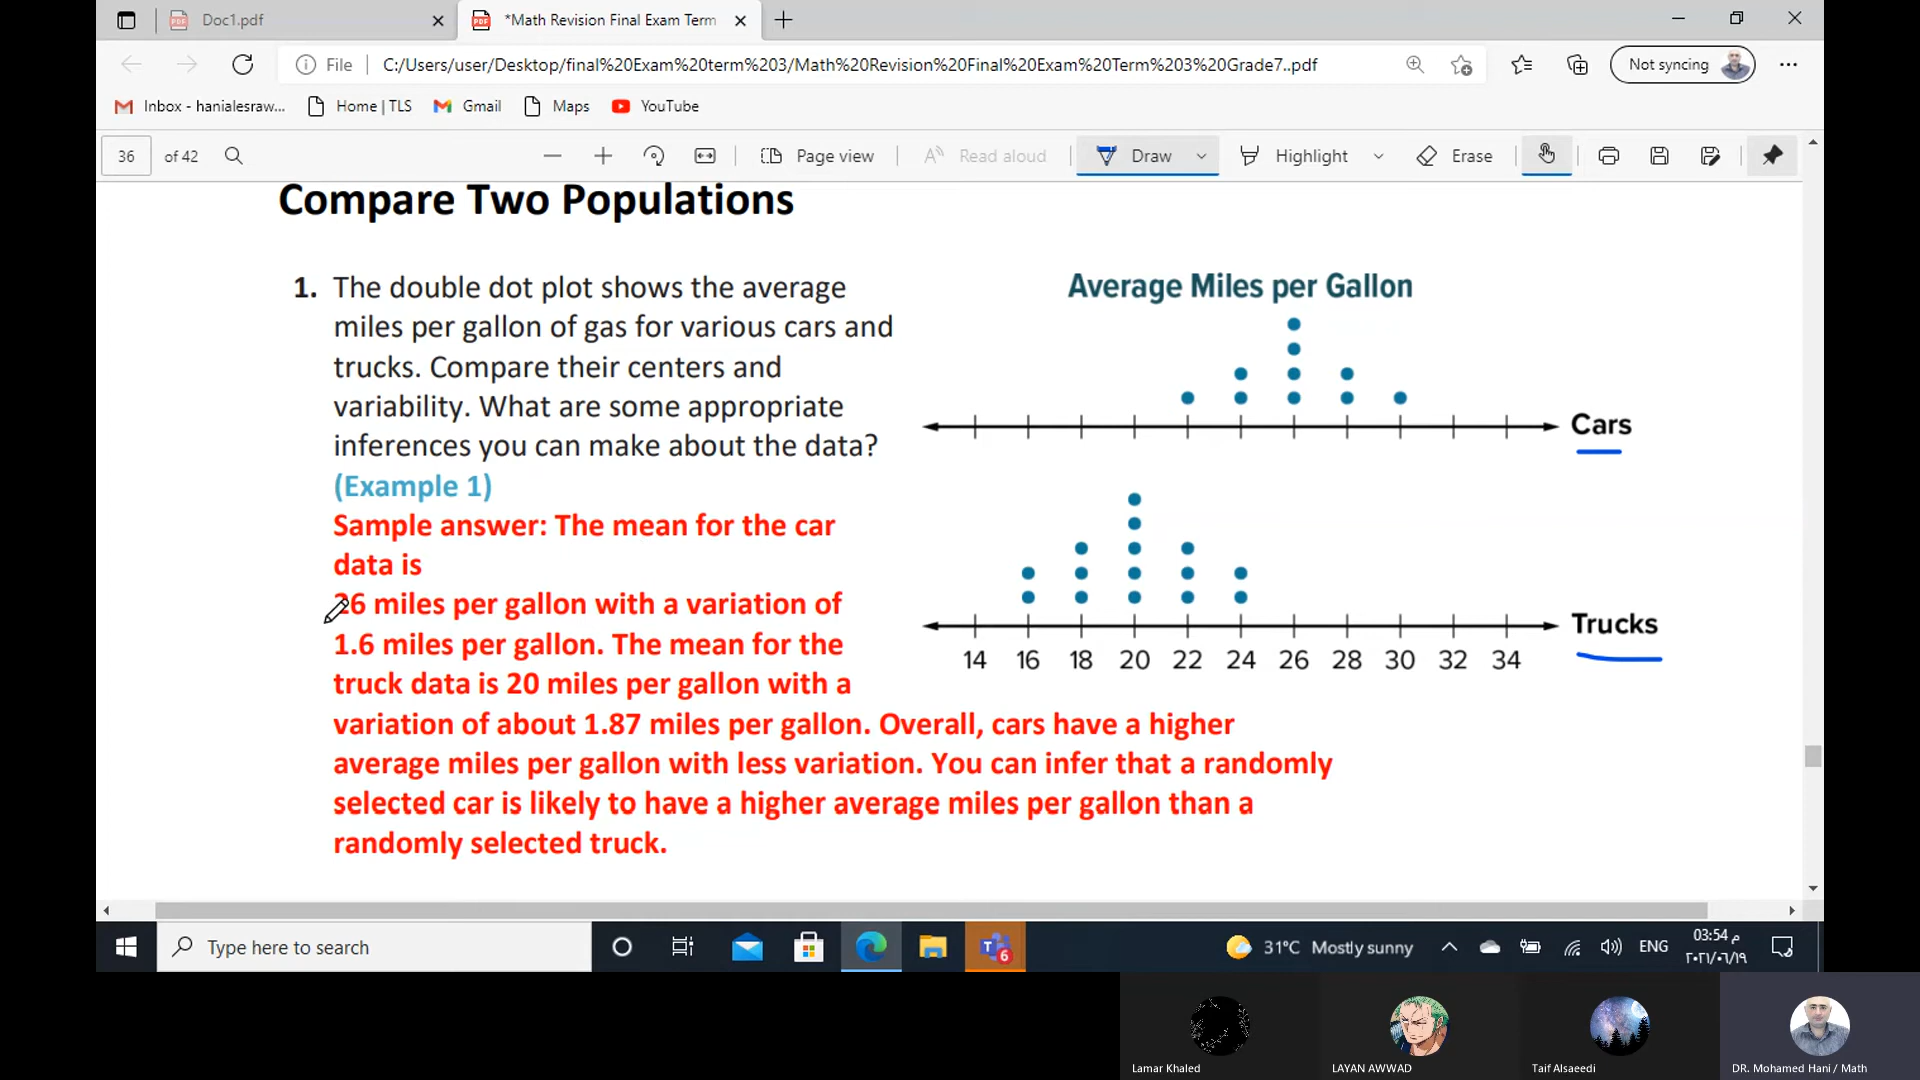 Doc1.pdf
*Math Revision Final Exam Term
File
C:/Users/user/Desktop/final%20Exam%20term%203/Math%20Revision%20Final%20Exam%20Term%203%20Grade7..pdf
Not syncing
Inbox - hanialesraw...
Home | TLS
Gmail
Maps
YouTube
36 of 42
Page view
Read aloud
Draw
Highlight
Erase
Compare Two Populations
1. The double dot plot shows the average
miles per gallon of gas for various cars and
trucks. Compare their centers and
variability. What are some appropriate
inferences you can make about the data?
(Example 1)
Sample answer: The mean for the car
data is
26 miles per gallon with a variation of
1.6 miles per gallon. The mean for the
truck data is 20 miles per gallon with a
variation of about 1.87 miles per gallon. Overall, cars have a higher
average miles per gallon with less variation. You can infer that a randomly
selected car is likely to have a higher average miles per gallon than a
randomly selected truck.
Average Miles per Gallon
Cars
Trucks
14 16 18 20 22 24 26 28 30 32 34
Type here to search
6
31°C Mostly sunny
ENG
03:54 م
٢٠٢١/٠٦/١٩
Lamar Khaled
LAYAN AWWAD
Taif Alsaeedi
DR. Mohamed Hani / Math